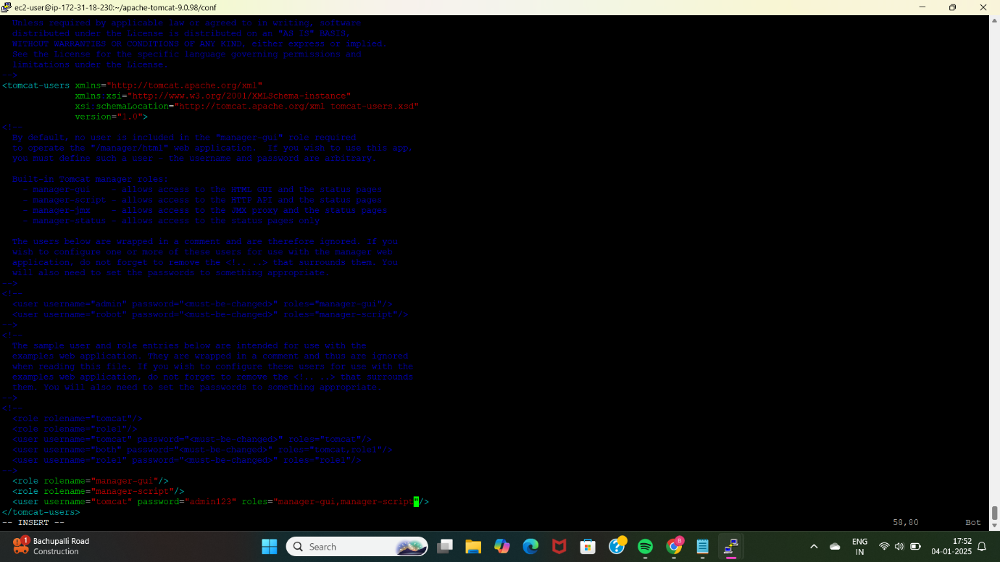 ec2-user@ip-172-31-18-230:~/apache-tomcat-9.0.98/conf
Unless required by applicable law or agreed to in writing, software
distributed under the License is distributed on an "AS IS" BASIS,
WITHOUT WARRANTIES OR CONDITIONS OF ANY KIND, either express or implied.
See the License for the specific language governing permissions and
limitations under the License.
-->
<tomcat-users xmlns="http://tomcat.apache.org/xml"
xmlns:xsi="http://www.w3.org/2001/XMLSchema-instance"
xsi:schemaLocation="http://tomcat.apache.org/xml tomcat-users.xsd"
version="1.0">
<!--
By default, no user is included in the "manager-gui" role required
to operate the "/manager/html" web application.  If you wish to use this app,
you must define such a user - the username and password are arbitrary.
Built-in Tomcat manager roles:
- manager-gui    - allows access to the HTML GUI and the status pages
- manager-script - allows access to the HTTP API and the status pages
- manager-jmx    - allows access to the JMX proxy and the status pages
- manager-status - allows access to the status pages only
The users below are wrapped in a comment and are therefore ignored. If you
wish to configure one or more of these users for use with the manager web
application, do not forget to remove the <!.. ..> that surrounds them. You
will also need to set the passwords to something appropriate.
-->
<!--
<user username="admin" password="<must-be-changed>" roles="manager-gui"/>
<user username="robot" password="<must-be-changed>" roles="manager-script"/>
-->
<!--
The sample user and role entries below are intended for use with the
examples web application. They are wrapped in a comment and thus are ignored
when reading this file. If you wish to configure these users for use with the
examples web application, do not forget to remove the <!.. ..> that surrounds
them. You will also need to set the passwords to something appropriate.
-->
<!--
<role rolename="tomcat"/>
<role rolename="role1"/>
<user username="tomcat" password="<must-be-changed>" roles="tomcat"/>
<user username="both" password="<must-be-changed>" roles="tomcat,role1"/>
<user username="role1" password="<must-be-changed>" roles="role1"/>
-->
<role rolename="manager-gui"/>
<role rolename="manager-script"/>
<user username="tomcat" password="admin123" roles="manager-gui,manager-script"/>
</tomcat-users>
-- INSERT -- 58,80 Bot
1 Bachupalli Road
Construction
Search
8
ENG
IN
17:52
04-01-2025